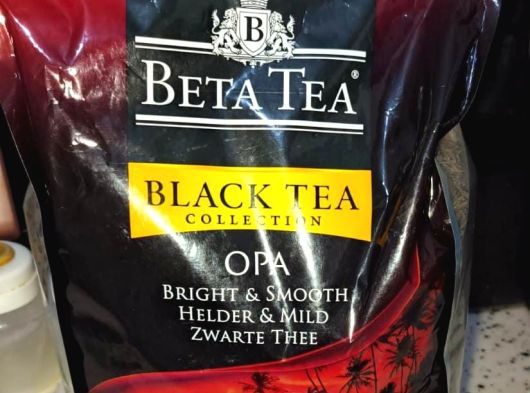 B
BETA TEA®
BLACK TEA
COLLECTION
OPA
BRIGHT & SMOOTH
HELDER & MILD
ZWARTE THEE